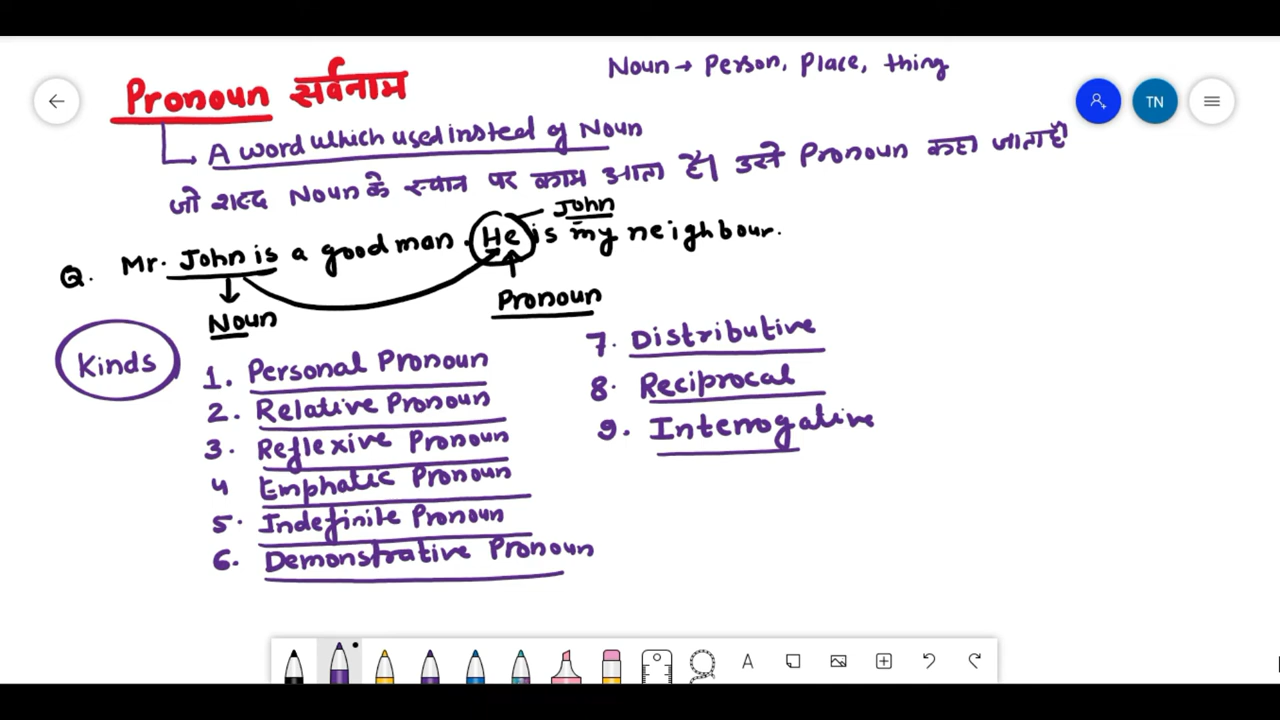 Noun → Person, Place, thing
Pronoun सर्वनाम
A word which used insted of Noun
जो शब्द Noun के स्थान पर काम आता है। उसे Pronoun कहा जाता है।
John
Q. Mr. John is a good man. He is my neighbour.
Noun
Pronoun
Kinds
1. Personal Pronoun
2. Relative Pronoun
3. Reflexive Pronoun
4 Emphatic Pronoun
5. Indefinite Pronoun
6. Demonstrative Pronoun
7. Distributive
8. Reciprocal
9. Interrogative
TN
A